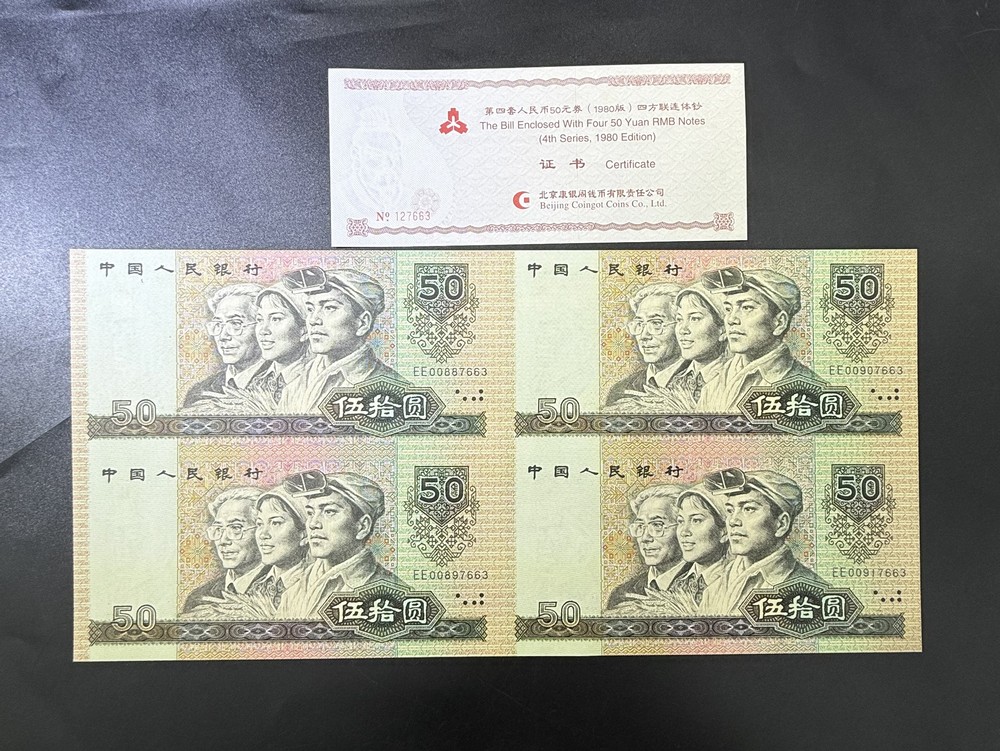 第四套人民币50元券（1980版）四方联连体钞
The Bill Enclosed With Four 50 Yuan RMB Notes
(4th Series, 1980 Edition)
证 书 Certificate
北京康银阁钱币有限责任公司
Beijing Coingot Coins Co., Ltd.
Nº 127663
中国人民银行
50
EE00887663
50
伍拾圆
中国人民银行
50
EE00907663
50
伍拾圆
中国人民银行
50
EE00897663
50
伍拾圆
中国人民银行
50
EE00917663
50
伍拾圆